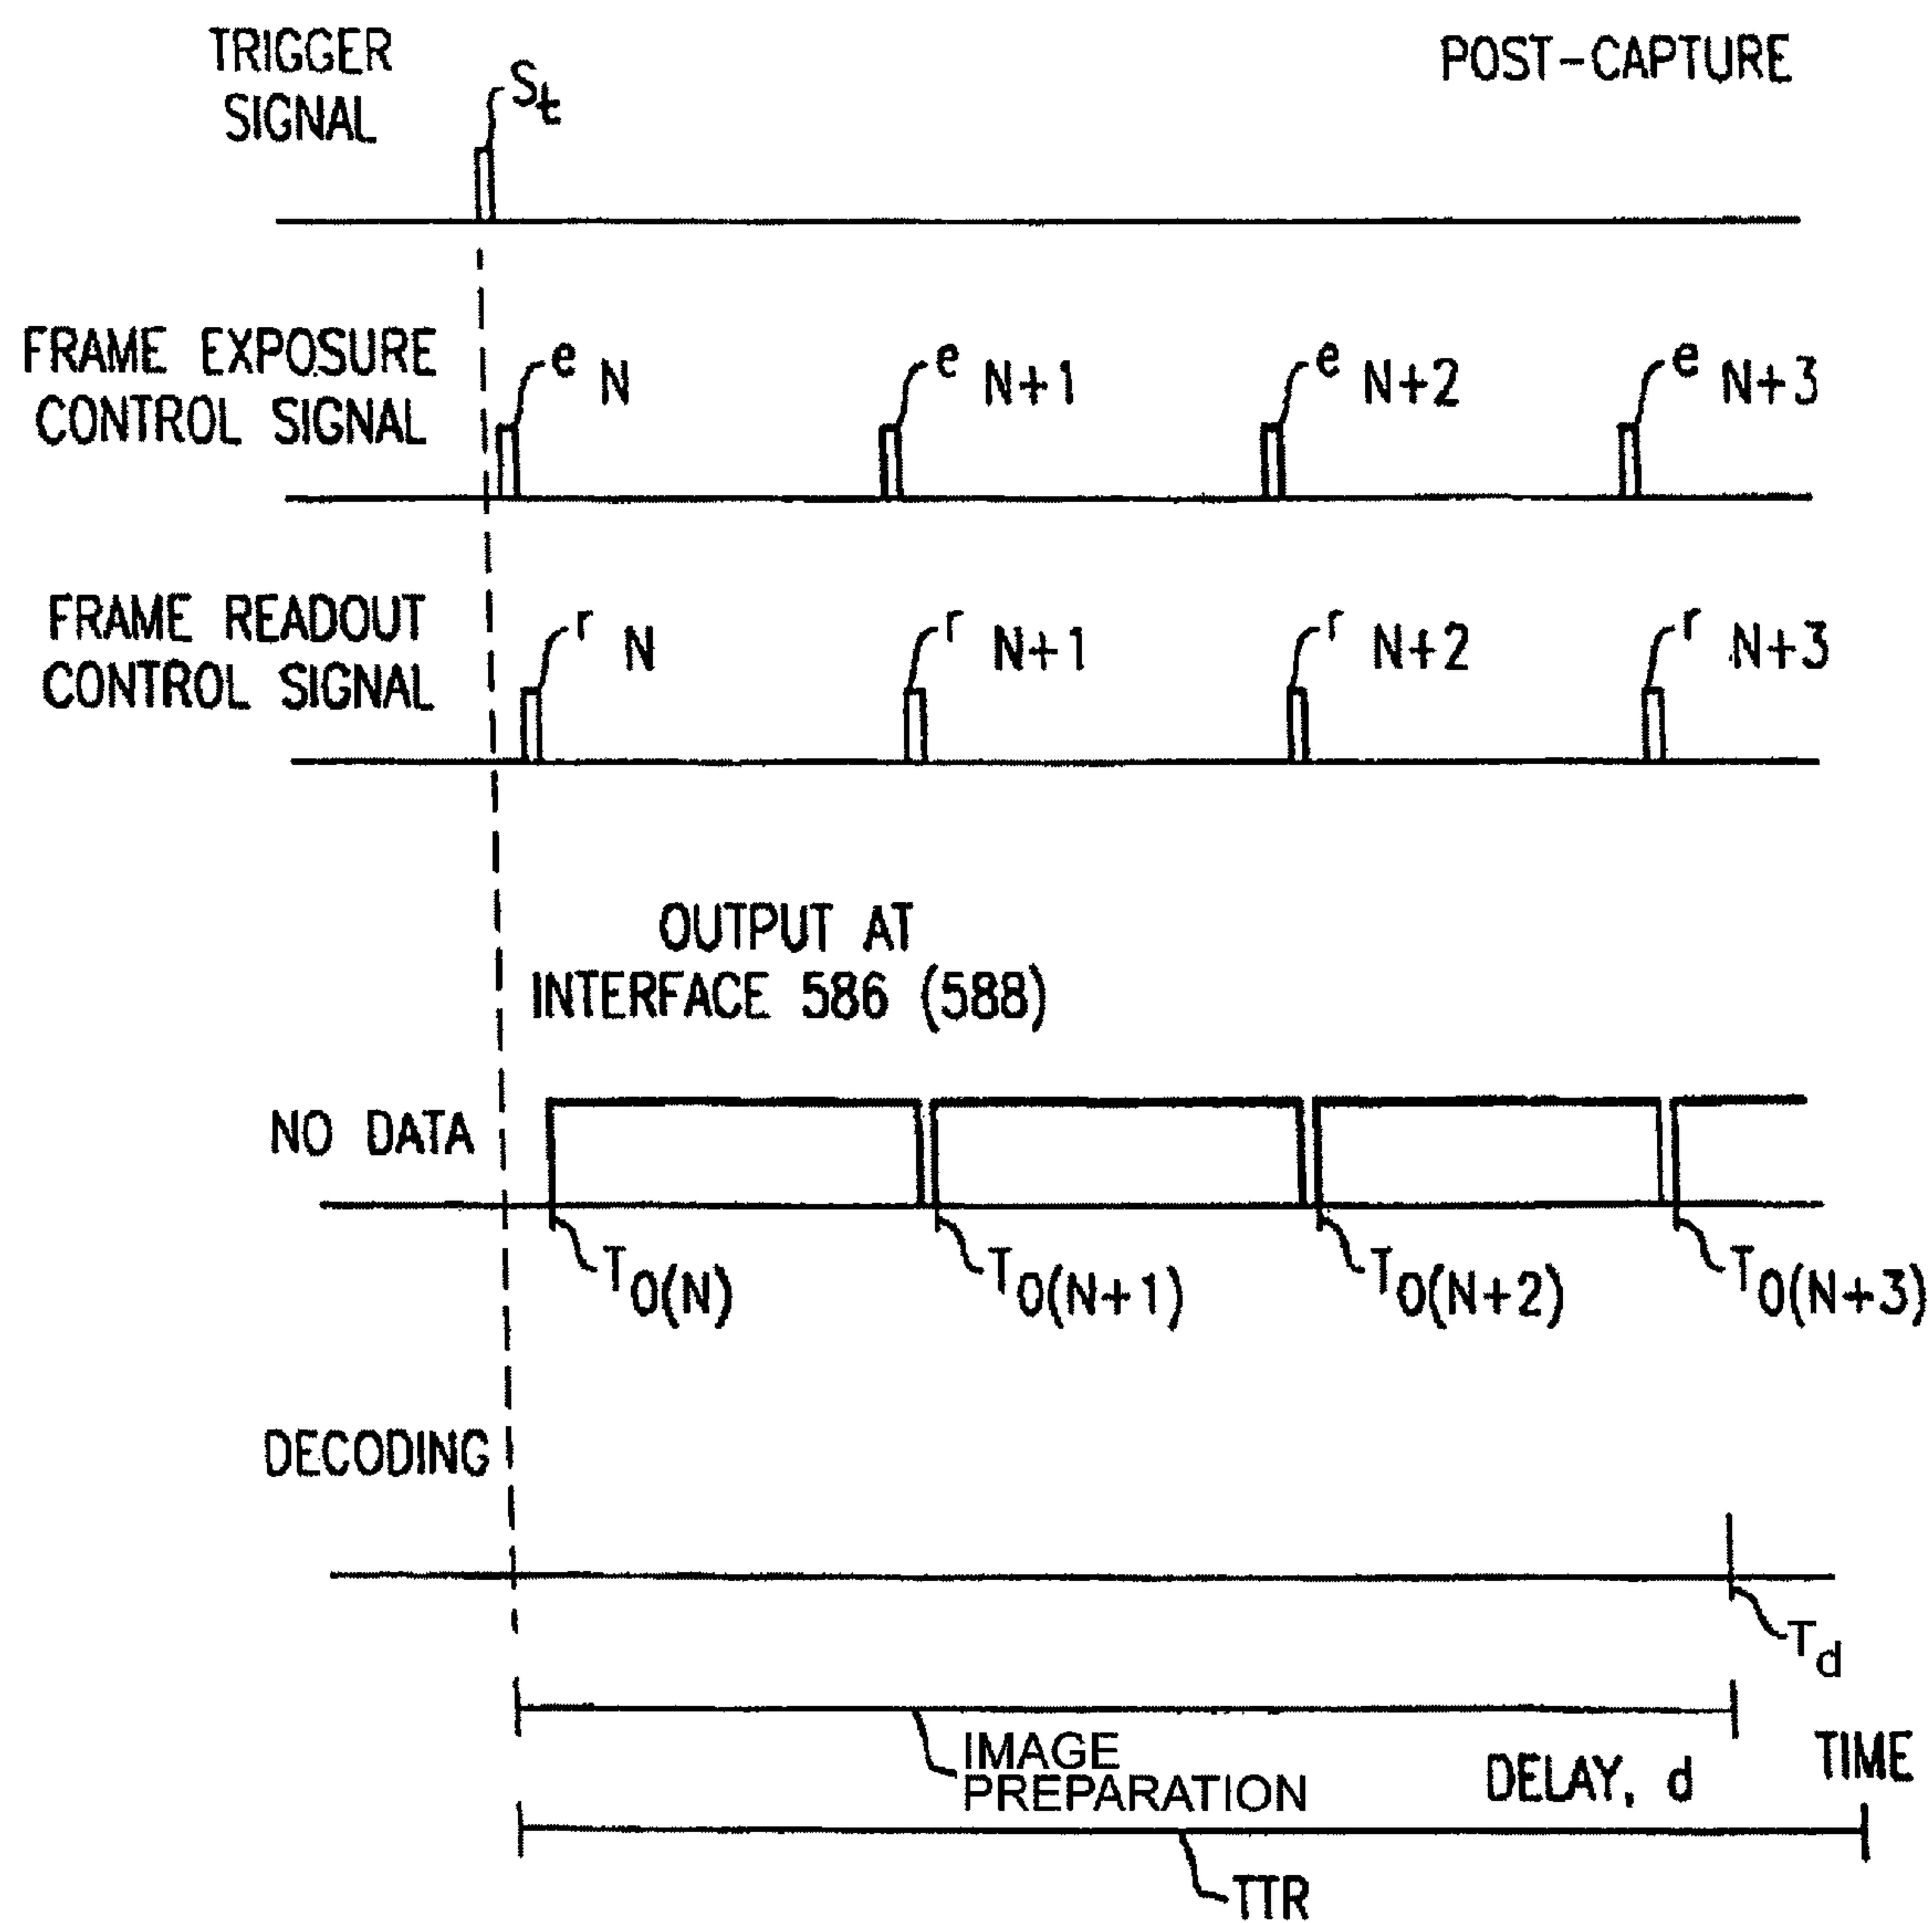 TRIGGER
SIGNAL
POST-CAPTURE
St
FRAME EXPOSURE
CONTROL SIGNAL
e N
e N+1
e N+2
e N+3
FRAME READOUT
CONTROL SIGNAL
r N
r N+1
r N+2
r N+3
OUTPUT AT
INTERFACE 586 (588)
NO DATA
TO(N)
TO(N+1)
TO(N+2)
TO(N+3)
DECODING
Td
IMAGE
PREPARATION
DELAY, d
TIME
TTR